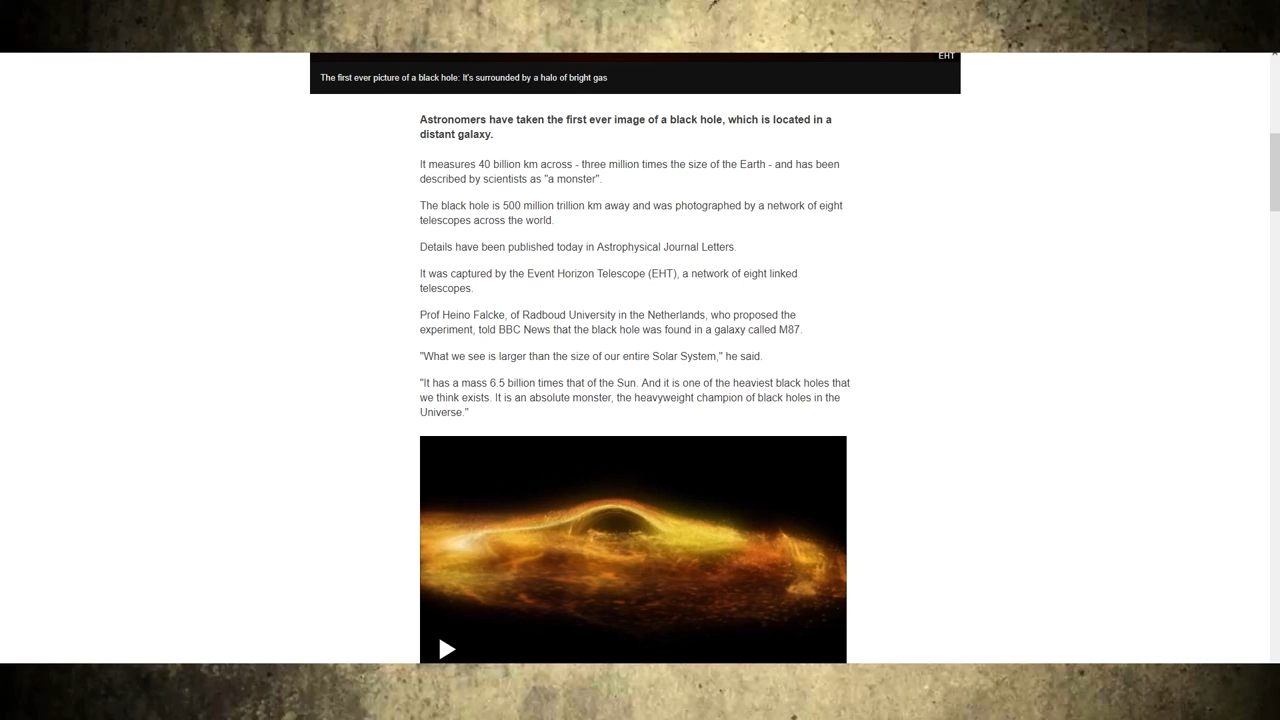 EHT
The first ever picture of a black hole: It's surrounded by a halo of bright gas
Astronomers have taken the first ever image of a black hole, which is located in a
distant galaxy.
It measures 40 billion km across - three million times the size of the Earth - and has been
described by scientists as "a monster".
The black hole is 500 million trillion km away and was photographed by a network of eight
telescopes across the world.
Details have been published today in Astrophysical Journal Letters.
It was captured by the Event Horizon Telescope (EHT), a network of eight linked
telescopes.
Prof Heino Falcke, of Radboud University in the Netherlands, who proposed the
experiment, told BBC News that the black hole was found in a galaxy called M87.
"What we see is larger than the size of our entire Solar System," he said.
"It has a mass 6.5 billion times that of the Sun. And it is one of the heaviest black holes that
we think exists. It is an absolute monster, the heavyweight champion of black holes in the
Universe."